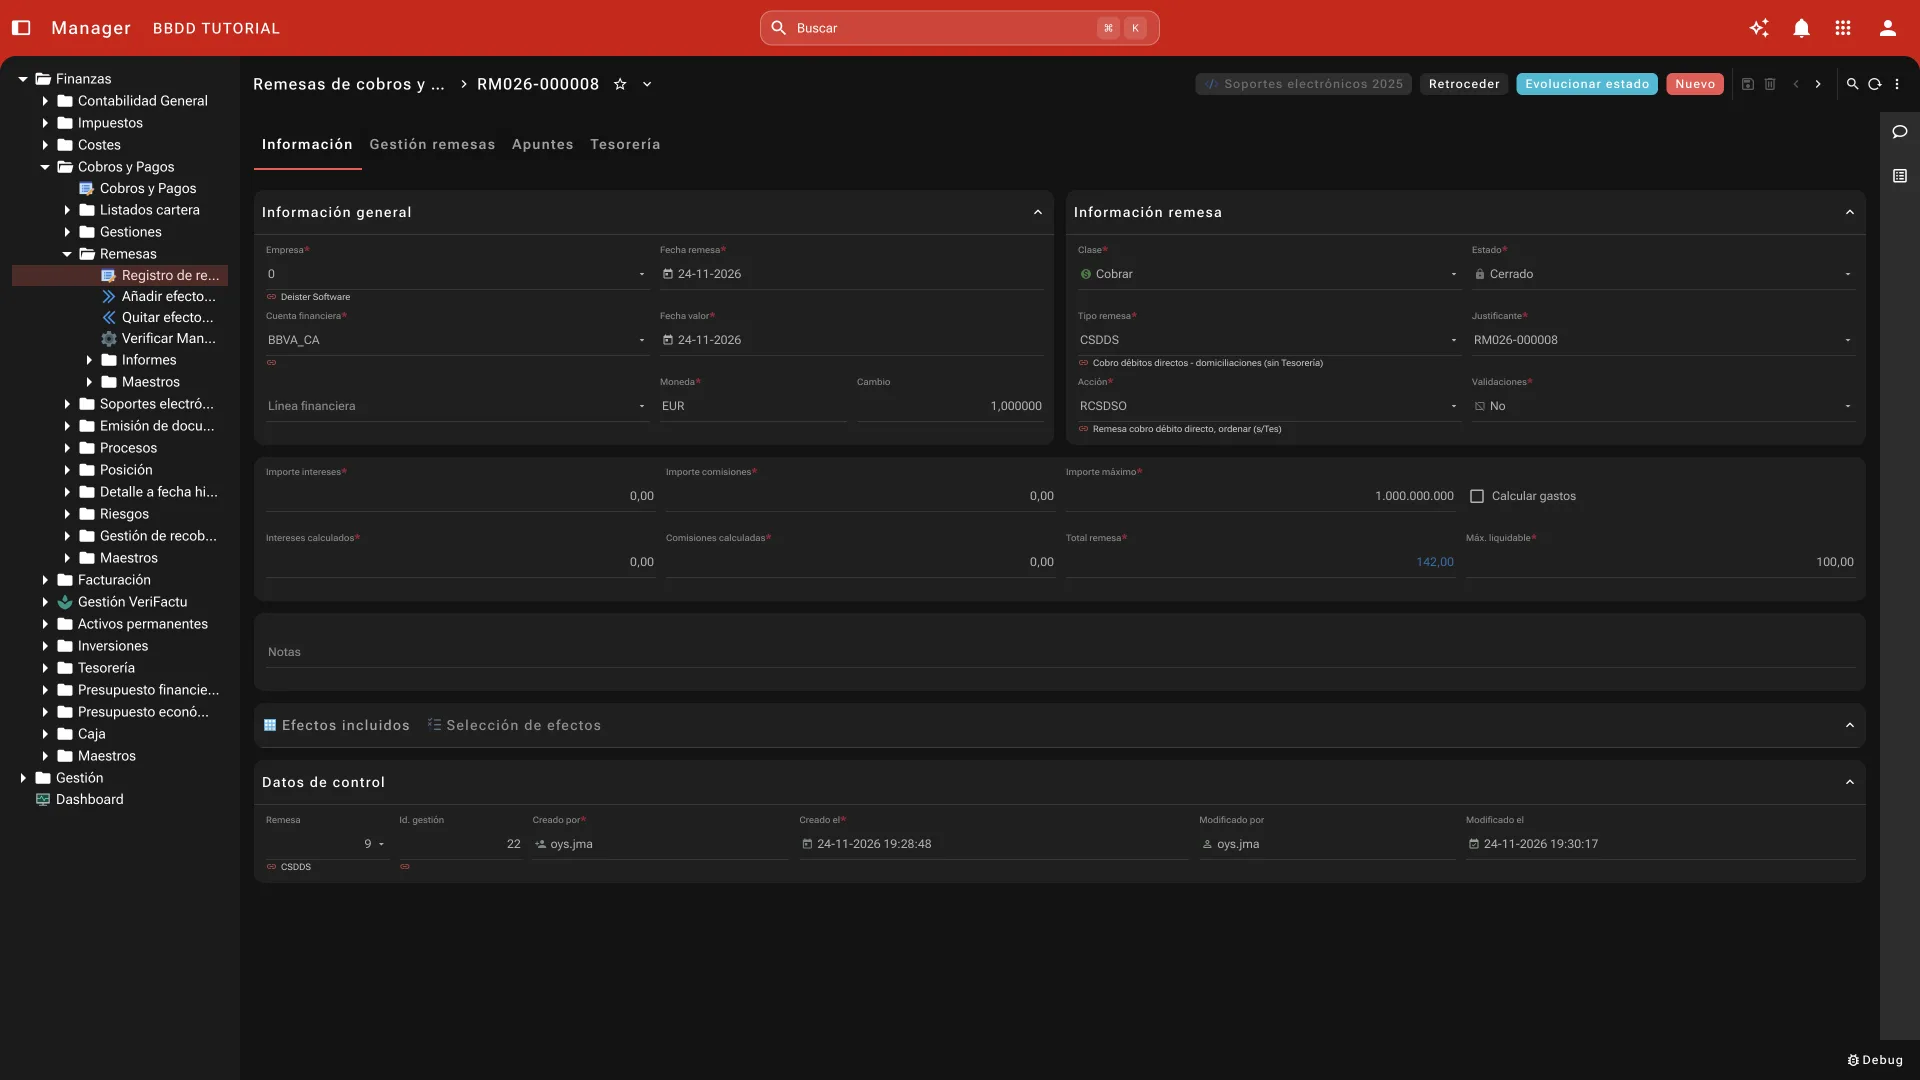 Manager BBDD TUTORIAL
Buscar ⌘ K
Finanzas
Contabilidad General
Impuestos
Costes
Cobros y Pagos
Cobros y Pagos
Listados cartera
Gestiones
Remesas
Registro de re...
Añadir efecto...
Quitar efecto...
Verificar Man...
Informes
Maestros
Soportes electró...
Emisión de docu...
Procesos
Posición
Detalle a fecha hi...
Riesgos
Gestión de recob...
Maestros
Facturación
Gestión VeriFactu
Activos permanentes
Inversiones
Tesorería
Presupuesto financie...
Presupuesto econó...
Caja
Maestros
Gestión
Dashboard
Remesas de cobros y ... > RM026-000008
Soportes electrónicos 2025 Retroceder Evolucionar estado Nuevo
Información Gestión remesas Apuntes Tesorería
Información general
Empresa* Fecha remesa*
0 24-11-2026
Deister Software
Cuenta financiera* Fecha valor*
BBVA_CA 24-11-2026
Moneda* Cambio
Línea financiera EUR 1,000000
Información remesa
Clase* Estado*
Cobrar Cerrado
Tipo remesa* Justificante*
CSDDS RM026-000008
Cobro débitos directos - domiciliaciones (sin Tesorería)
Acción* Validaciones*
RCSDSO No
Remesa cobro débito directo, ordenar (s/Tes)
Importe intereses* Importe comisiones* Importe máximo*
0,00 0,00 1.000.000.000 Calcular gastos
Intereses calculados* Comisiones calculadas* Total remesa* Máx. liquidable*
0,00 0,00 142,00 100,00
Notas
Efectos incluidos Selección de efectos
Datos de control
Remesa Id. gestión Creado por* Creado el* Modificado por Modificado el
9 22 oys.jma 24-11-2026 19:28:48 oys.jma 24-11-2026 19:30:17
CSDDS
Debug